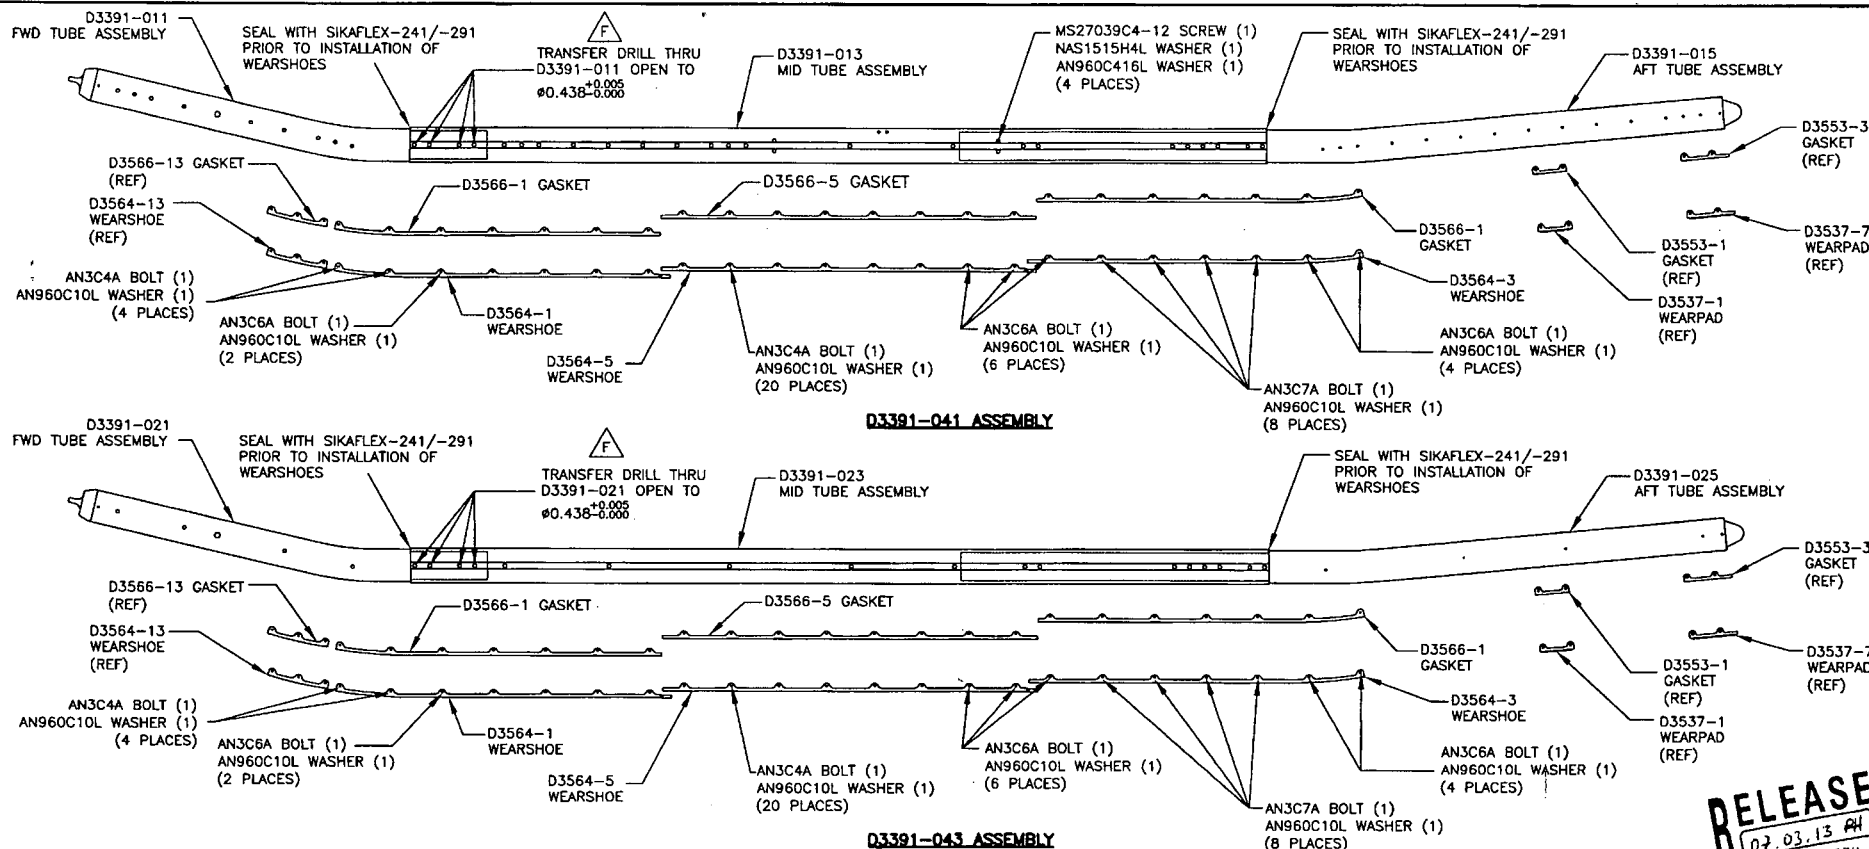 D3391-011
FWD TUBE ASSEMBLY
SEAL WITH SIKAFLEX-241/-291
PRIOR TO INSTALLATION OF
WEARSHOES
F
TRANSFER DRILL THRU
D3391-011 OPEN TO
ø0.438+0.005-0.000
D3391-013
MID TUBE ASSEMBLY
MS27039C4-12 SCREW (1)
NAS1515H4L WASHER (1)
AN960C416L WASHER (1)
(4 PLACES)
SEAL WITH SIKAFLEX-241/-291
PRIOR TO INSTALLATION OF
WEARSHOES
D3391-015
AFT TUBE ASSEMBLY
D3553-3
GASKET
(REF)
D3566-13 GASKET
(REF)
D3566-1 GASKET
D3566-5 GASKET
D3564-13
WEARSHOE
(REF)
D3566-1
GASKET
D3553-1
GASKET
(REF)
D3537-7
WEARPAD
(REF)
AN3C4A BOLT (1)
AN960C10L WASHER (1)
(4 PLACES)
AN3C6A BOLT (1)
AN960C10L WASHER (1)
(2 PLACES)
D3564-1
WEARSHOE
D3564-5
WEARSHOE
AN3C4A BOLT (1)
AN960C10L WASHER (1)
(20 PLACES)
AN3C6A BOLT (1)
AN960C10L WASHER (1)
(6 PLACES)
D3564-3
WEARSHOE
D3537-1
WEARPAD
(REF)
AN3C6A BOLT (1)
AN960C10L WASHER (1)
(4 PLACES)
AN3C7A BOLT (1)
AN960C10L WASHER (1)
(8 PLACES)
D3391-041 ASSEMBLY
D3391-021
FWD TUBE ASSEMBLY
SEAL WITH SIKAFLEX-241/-291
PRIOR TO INSTALLATION OF
WEARSHOES
F
TRANSFER DRILL THRU
D3391-021 OPEN TO
ø0.438+0.005-0.000
D3391-023
MID TUBE ASSEMBLY
SEAL WITH SIKAFLEX-241/-291
PRIOR TO INSTALLATION OF
WEARSHOES
D3391-025
AFT TUBE ASSEMBLY
D3553-3
GASKET
(REF)
D3566-13 GASKET
(REF)
D3566-1 GASKET
D3566-5 GASKET
D3564-13
WEARSHOE
(REF)
D3566-1
GASKET
D3553-1
GASKET
(REF)
D3537-7
WEARPAD
(REF)
AN3C4A BOLT (1)
AN960C10L WASHER (1)
(4 PLACES)
AN3C6A BOLT (1)
AN960C10L WASHER (1)
(2 PLACES)
D3564-1
WEARSHOE
D3564-5
WEARSHOE
AN3C4A BOLT (1)
AN960C10L WASHER (1)
(20 PLACES)
AN3C6A BOLT (1)
AN960C10L WASHER (1)
(6 PLACES)
D3564-3
WEARSHOE
D3537-1
WEARPAD
(REF)
AN3C6A BOLT (1)
AN960C10L WASHER (1)
(4 PLACES)
AN3C7A BOLT (1)
AN960C10L WASHER (1)
(8 PLACES)
D3391-043 ASSEMBLY
RELEASE
07.03.13